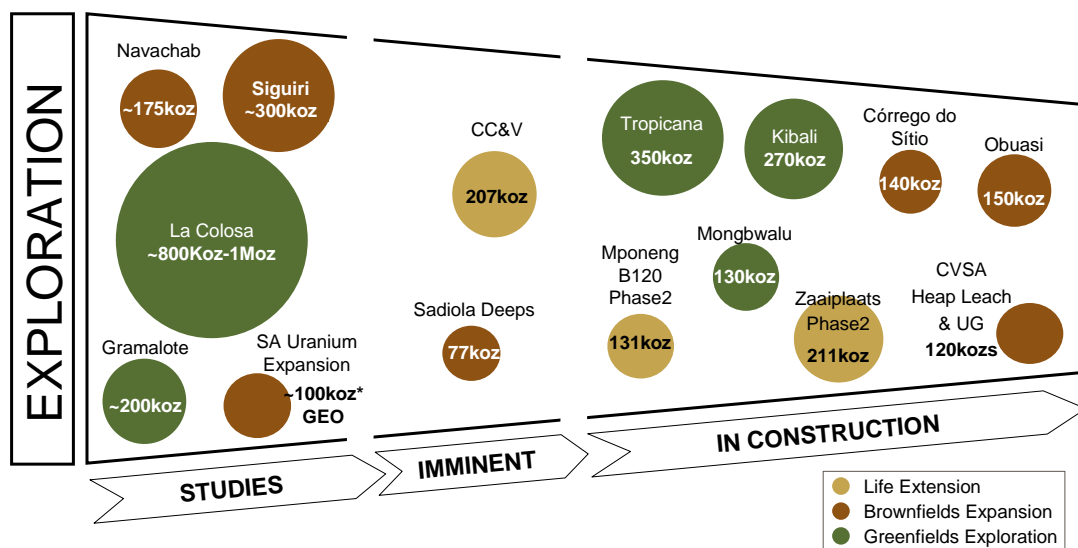 EXPLORATION
Navachab
~175koz
Siguiri
~300koz
La Colosa
~800Koz-1Moz
Gramalote
~200koz
SA Uranium
Expansion
~100koz*
GEO
CC&V
207koz
Sadiola Deeps
77koz
Tropicana
350koz
Kibali
270koz
Córrego do
Sítio
140koz
Obuasi
150koz
Mponeng
B120
Phase2
131koz
Mongbwalu
130koz
Zaaiplaats
Phase2
211koz
CVSA
Heap Leach
& UG
120kozs
STUDIES
IMMINENT
IN CONSTRUCTION
Life Extension
Brownfields Expansion
Greenfields Exploration